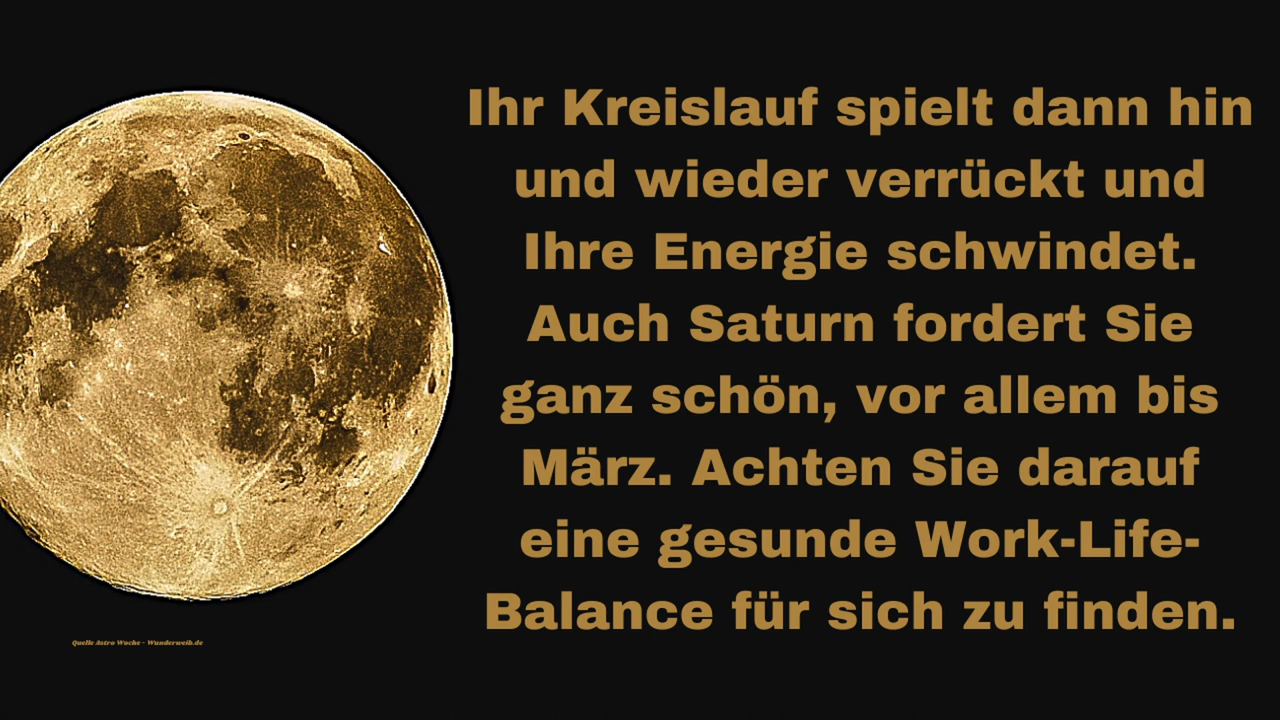 Ihr Kreislauf spielt dann hin
und wieder verrückt und
Ihre Energie schwindet.
Auch Saturn fordert Sie
ganz schön, vor allem bis
März. Achten Sie darauf
eine gesunde Work-Life-
Balance für sich zu finden.
Quelle Astro Woche - Wunderweib.de